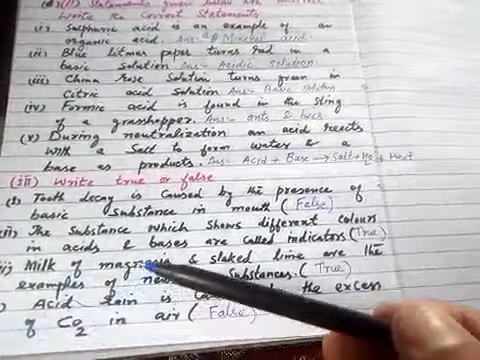 (ii) Statements given below are incorrect
Write the Correct Statements
(i) Sulphuric acid is an example of an
organic acid Ans- Mineral acid.
(ii) Blue litmus paper turns red in a
basic solution Ans- Acidic solution
(iii) China Rose Solution turns green in
Citric acid solution Ans- Basic solution
(iv) Formic acid is found in the sting
of a grasshopper. Ans- ants & bees.
(v) During neutralization an acid reacts
with a Salt to form water & a
base as products. Ans- Acid + Base → Salt + H2O + Heat
(iii) Write true or false
(i) Tooth decay is caused by the presence of
basic substance in mouth (False)
(ii) The Substance which shows different colours
in acids & bases are called indicators (True)
iii) Milk of magnesia & slaked lime are the
examples of substances. (True)
) Acid rain is the excess
of CO2 in air (False)